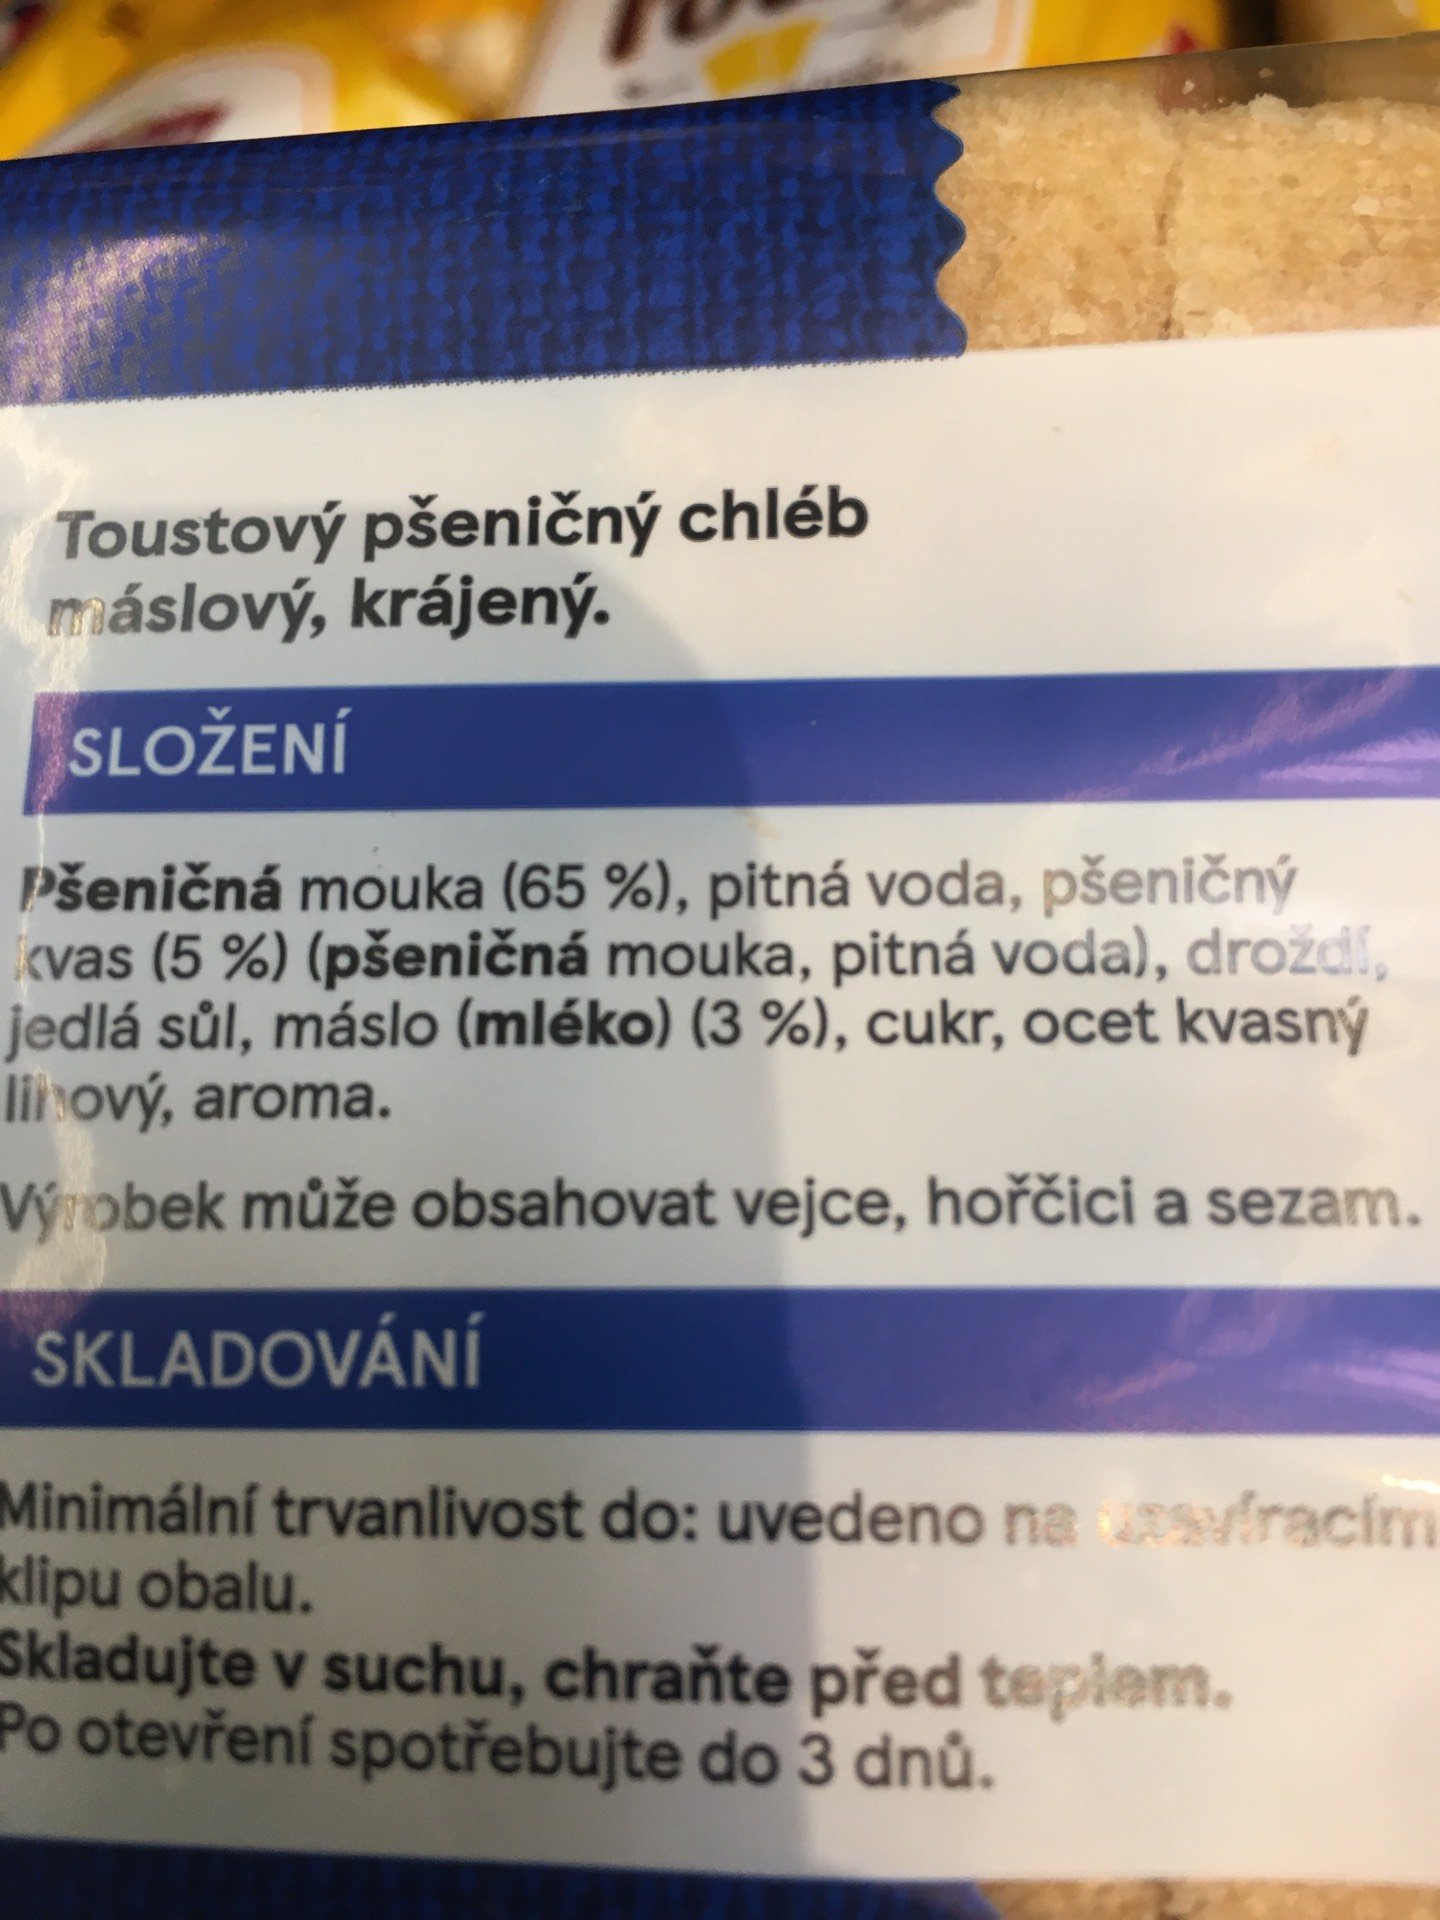 Toustový pšeničný chléb
máslový, krájený.
SLOŽENÍ
Pšeničná mouka (65 %), pitná voda, pšeničný
kvas (5 %) (pšeničná mouka, pitná voda), droždí,
jedlá sůl, máslo (mléko) (3 %), cukr, ocet kvasný
lihový, aroma.
Výrobek může obsahovat vejce, hořčici a sezam.
SKLADOVÁNÍ
Minimální trvanlivost do: uvedeno na uzavíracím
klipu obalu.
Skladujte v suchu, chraňte před teplem.
Po otevření spotřebujte do 3 dnů.